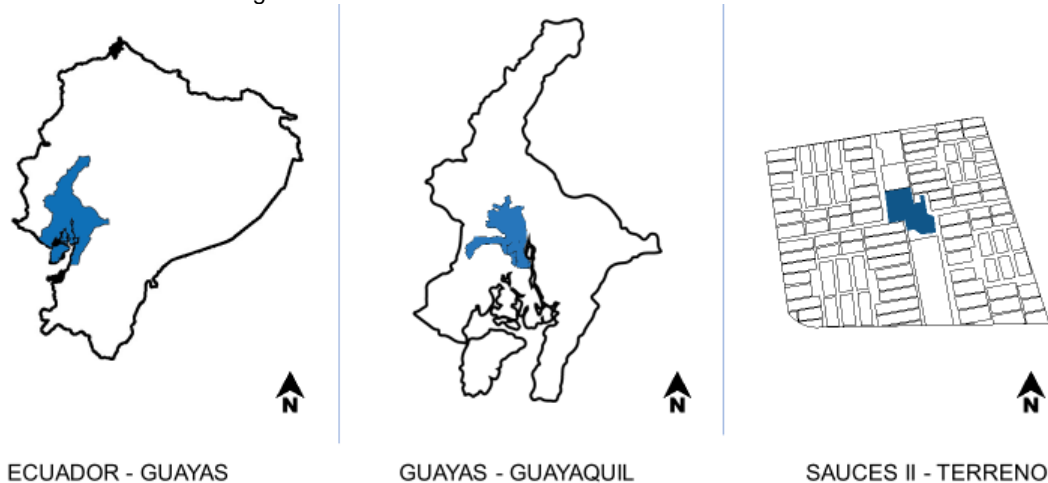 N
N
N
ECUADOR - GUAYAS
GUAYAS - GUAYAQUIL
SAUCES II - TERRENO